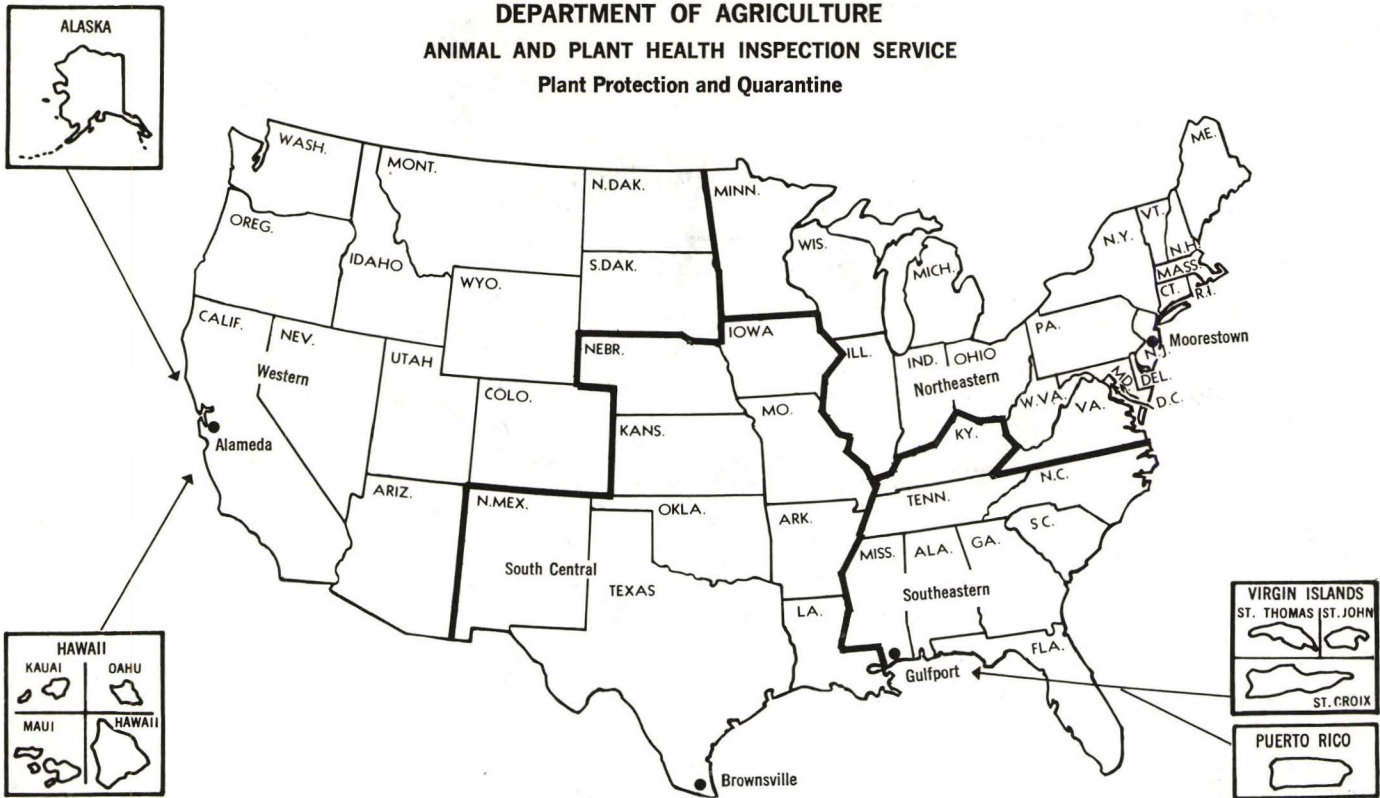 DEPARTMENT OF AGRICULTURE
ANIMAL AND PLANT HEALTH INSPECTION SERVICE
Plant Protection and Quarantine
ALASKA
WASH.
MONT.
N.DAK.
MINN.
ME.
OREG.
IDAHO
WYO.
S.DAK.
WIS.
MICH.
N.Y.
VT.
N.H.
MASS.
CT.
R.I.
CALIF.
NEV.
Western
UTAH
COLO.
NEBR.
IOWA
ILL.
IND.
OHIO
Northeastern
PA.
N.J.
Moorestown
MD.
DEL.
D.C.
W.VA.
VA.
Alameda
KANS.
MO.
KY.
ARIZ.
N.MEX.
OKLA.
ARK.
TENN.
N.C.
S.C.
South Central
TEXAS
LA.
MISS.
ALA.
GA.
Southeastern
FLA.
Gulfport
Brownsville
HAWAII
KAUAI
OAHU
MAUI
HAWAII
VIRGIN ISLANDS
ST. THOMAS
ST. JOHN
ST. CROIX
PUERTO RICO